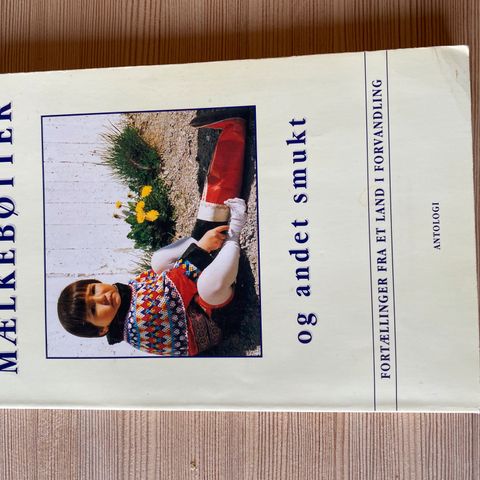 MÆLKEBØTTER
og andet smukt
FORTÆLLINGER FRA ET LAND I FORVANDLING
ANTOLOGI